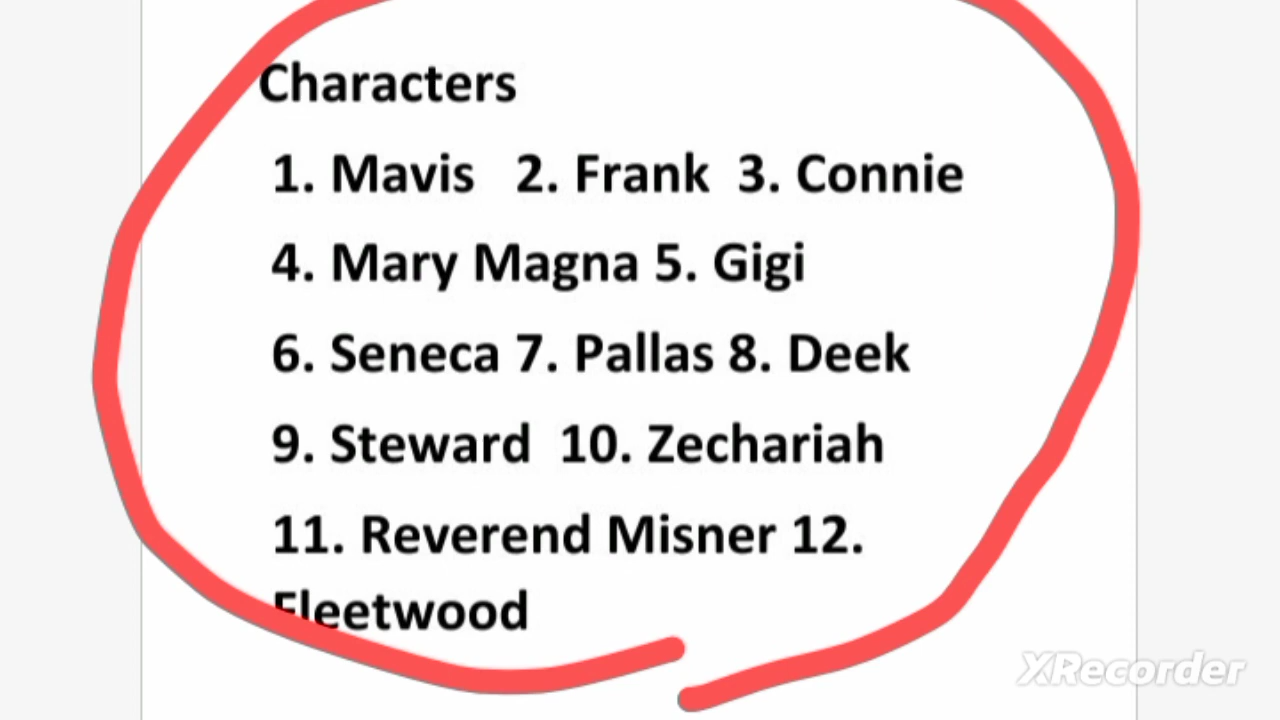 Characters
1. Mavis 2. Frank 3. Connie
4. Mary Magna 5. Gigi
6. Seneca 7. Pallas 8. Deek
9. Steward 10. Zechariah
11. Reverend Misner 12.
Fleetwood
XRecorder